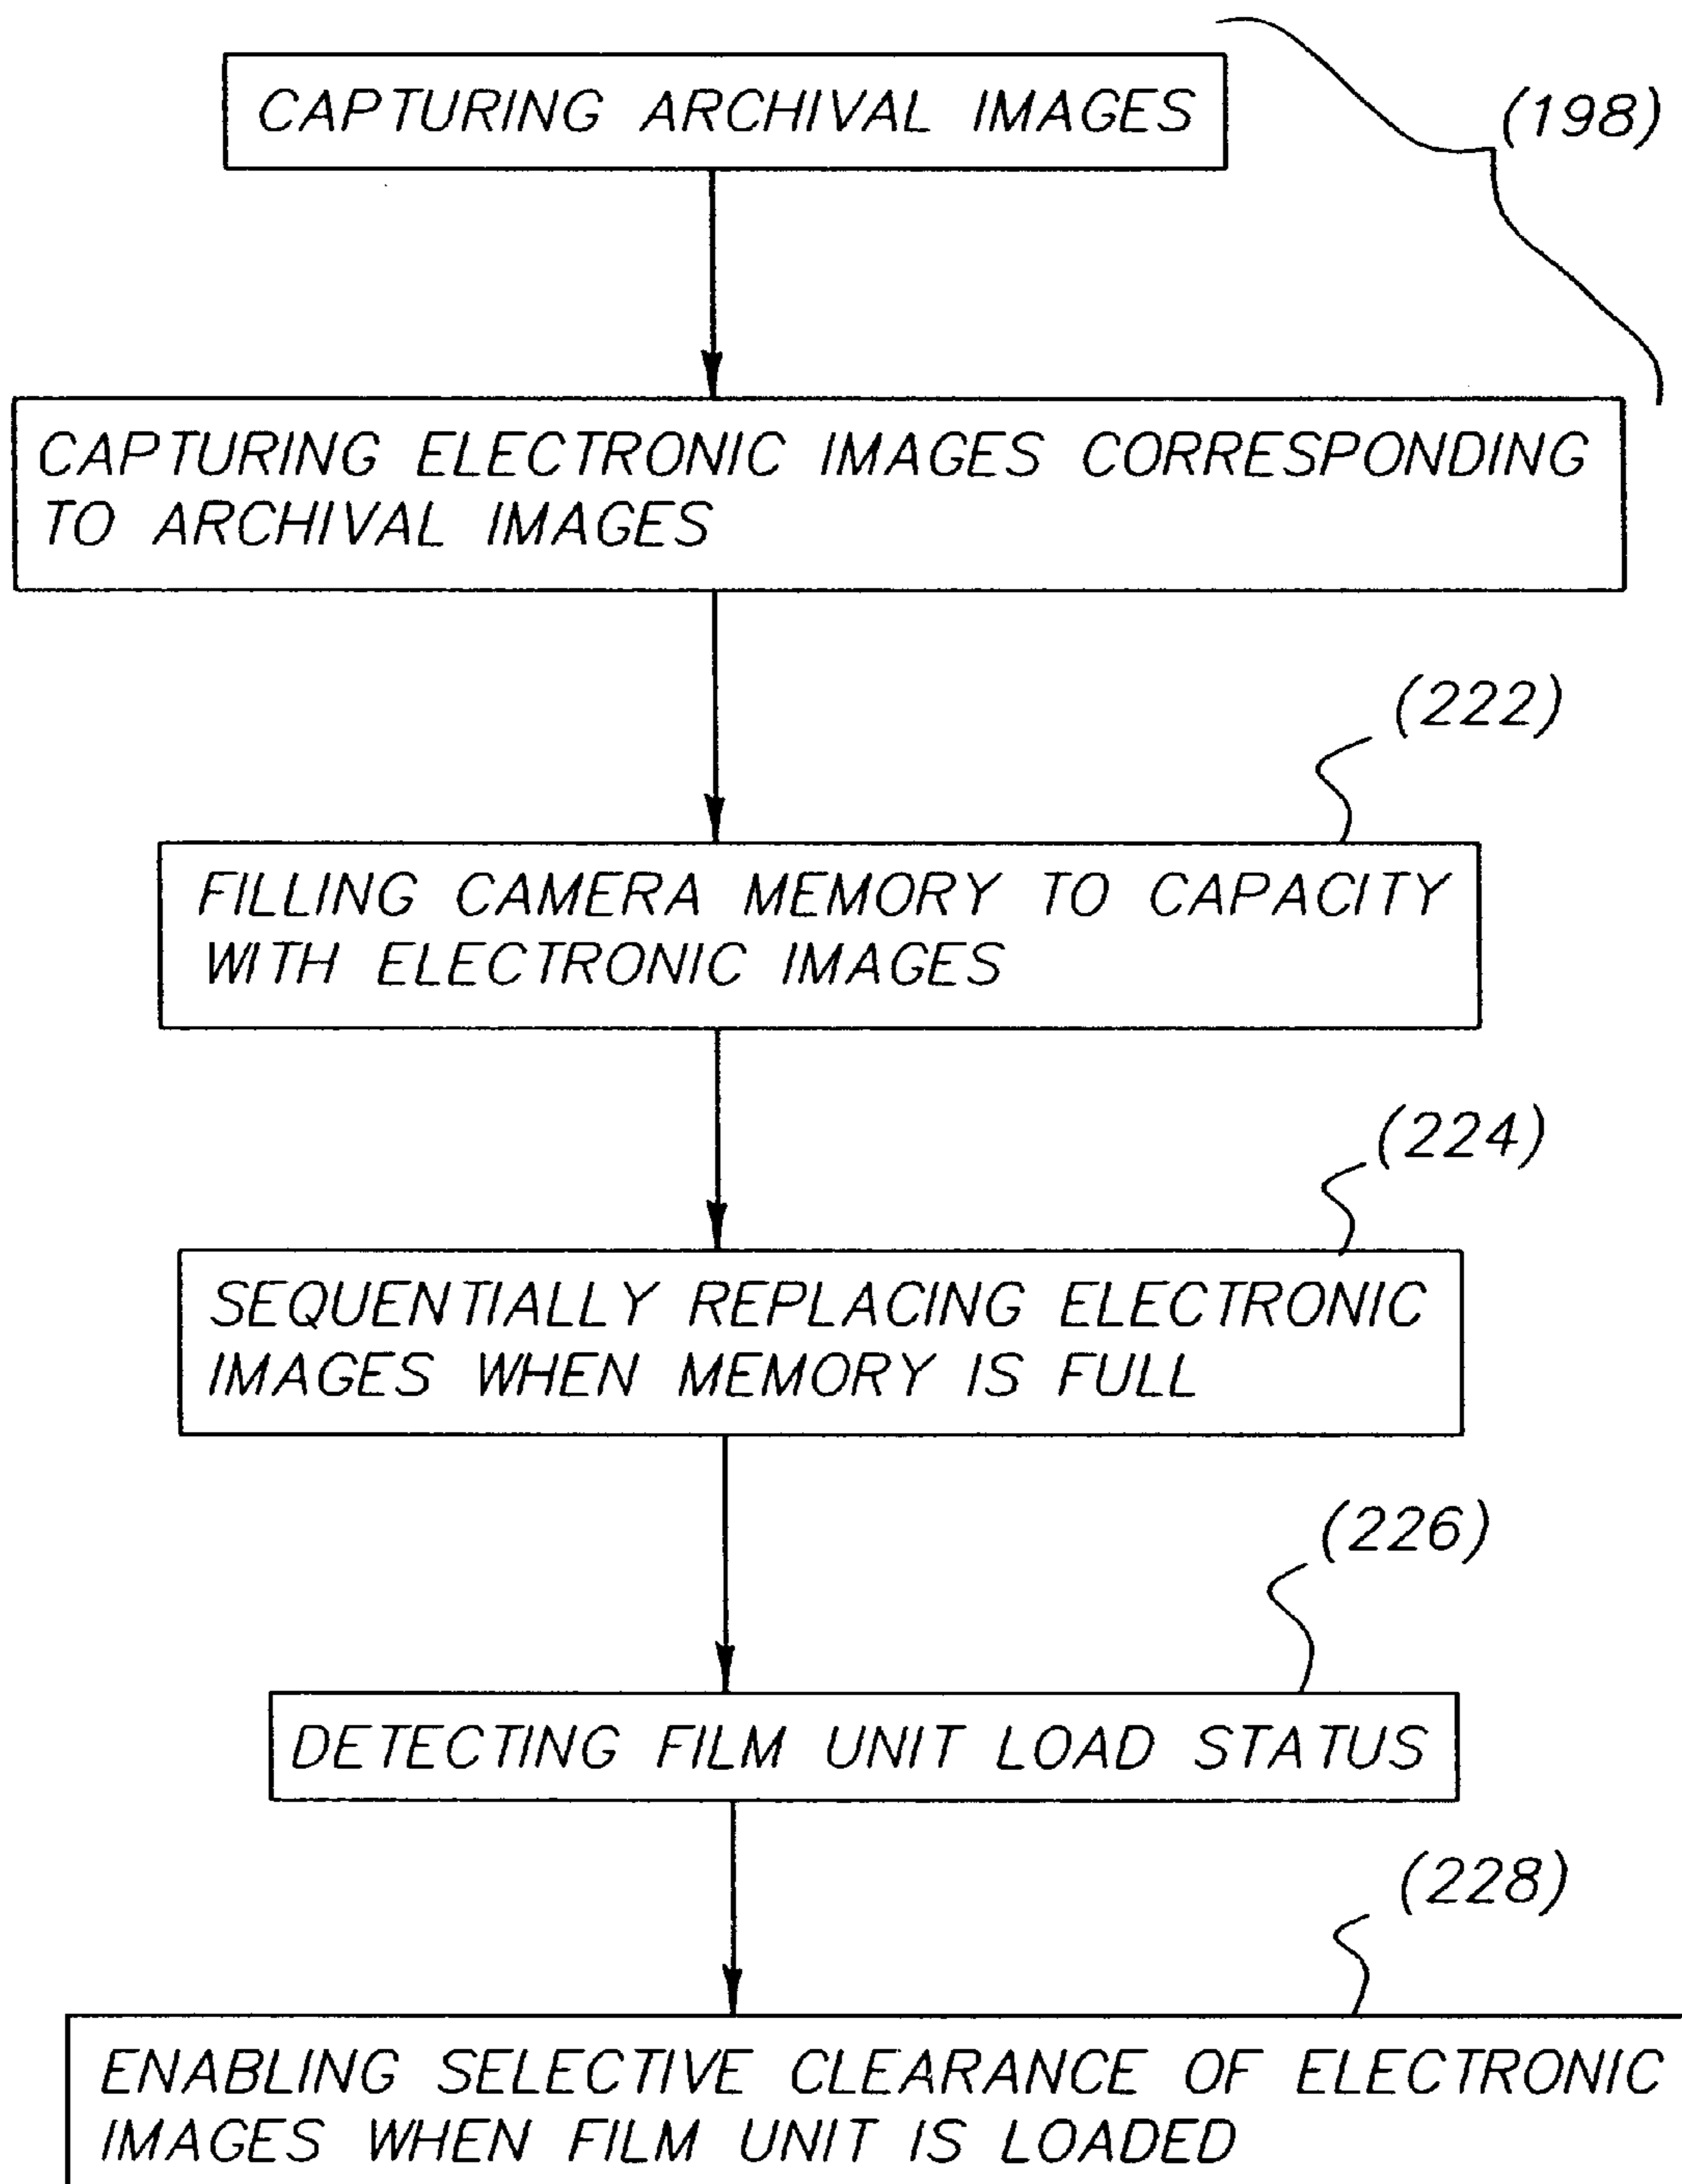 CAPTURING ARCHIVAL IMAGES
(198)
CAPTURING ELECTRONIC IMAGES CORRESPONDING
TO ARCHIVAL IMAGES
(222)
FILLING CAMERA MEMORY TO CAPACITY
WITH ELECTRONIC IMAGES
(224)
SEQUENTIALLY REPLACING ELECTRONIC
IMAGES WHEN MEMORY IS FULL
(226)
DETECTING FILM UNIT LOAD STATUS
(228)
ENABLING SELECTIVE CLEARANCE OF ELECTRONIC
IMAGES WHEN FILM UNIT IS LOADED